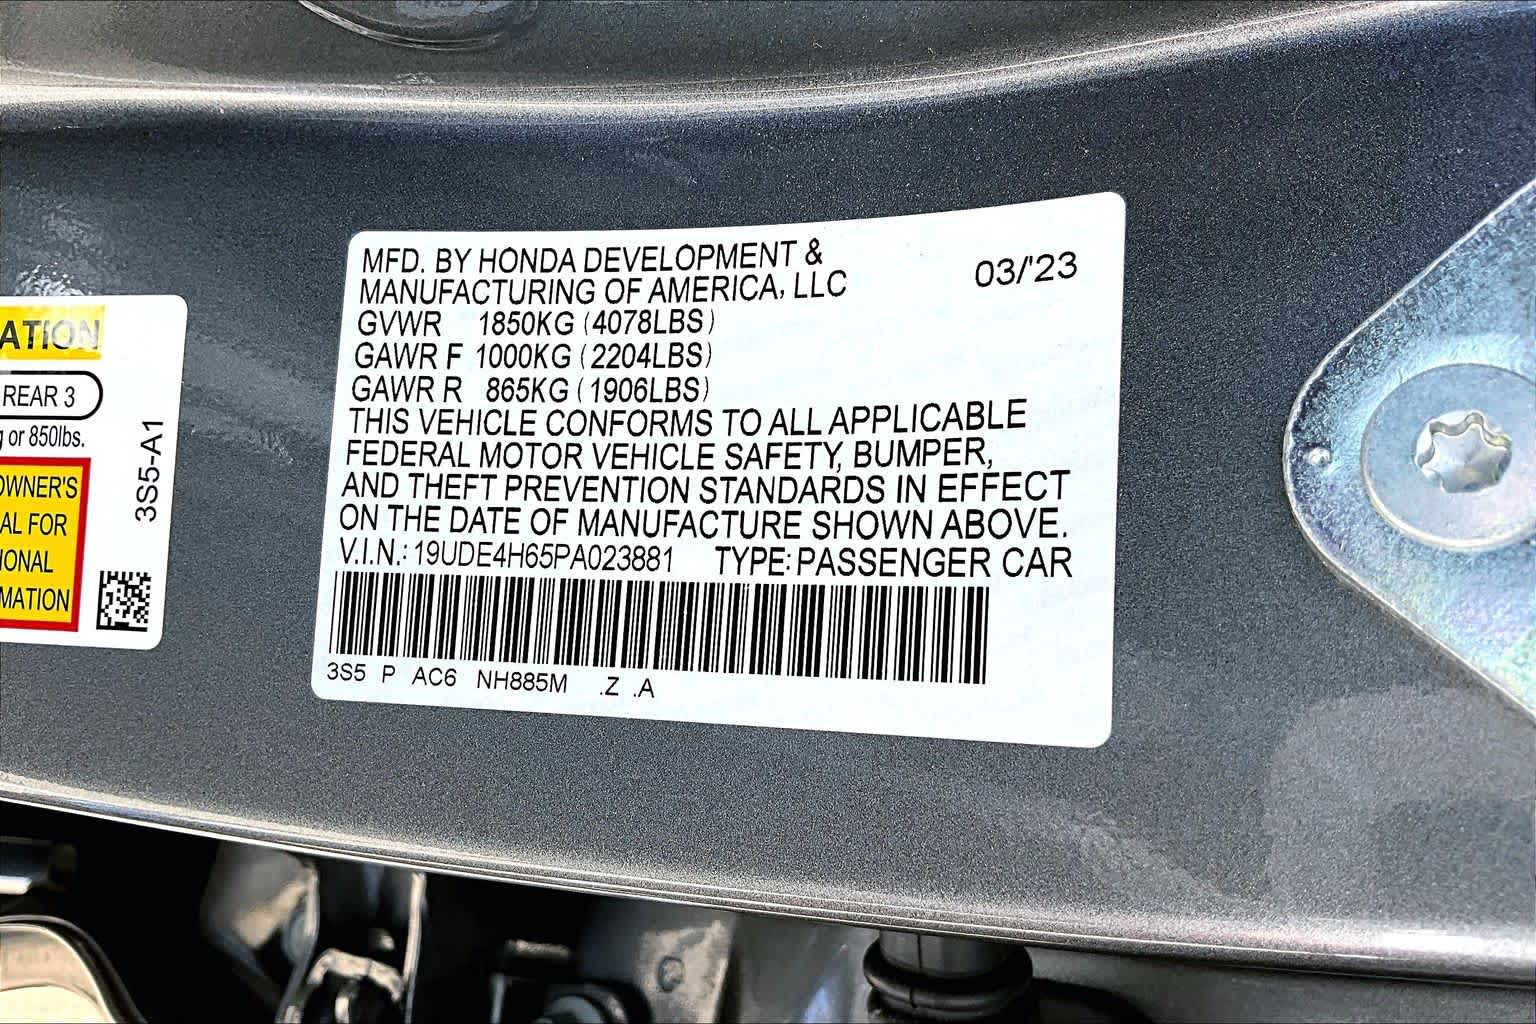 ATION
REAR 3
g or 850lbs.
OWNER'S
AL FOR
IONAL
MATION
3S5-A1
MFD. BY HONDA DEVELOPMENT &
MANUFACTURING OF AMERICA, LLC 03/'23
GVWR 1850KG (4078LBS)
GAWR F 1000KG (2204LBS)
GAWR R 865KG (1906LBS)
THIS VEHICLE CONFORMS TO ALL APPLICABLE
FEDERAL MOTOR VEHICLE SAFETY, BUMPER,
AND THEFT PREVENTION STANDARDS IN EFFECT
ON THE DATE OF MANUFACTURE SHOWN ABOVE.
V.I.N.: 19UDE4H65PA023881 TYPE: PASSENGER CAR
3S5 P AC6 NH885M .Z .A